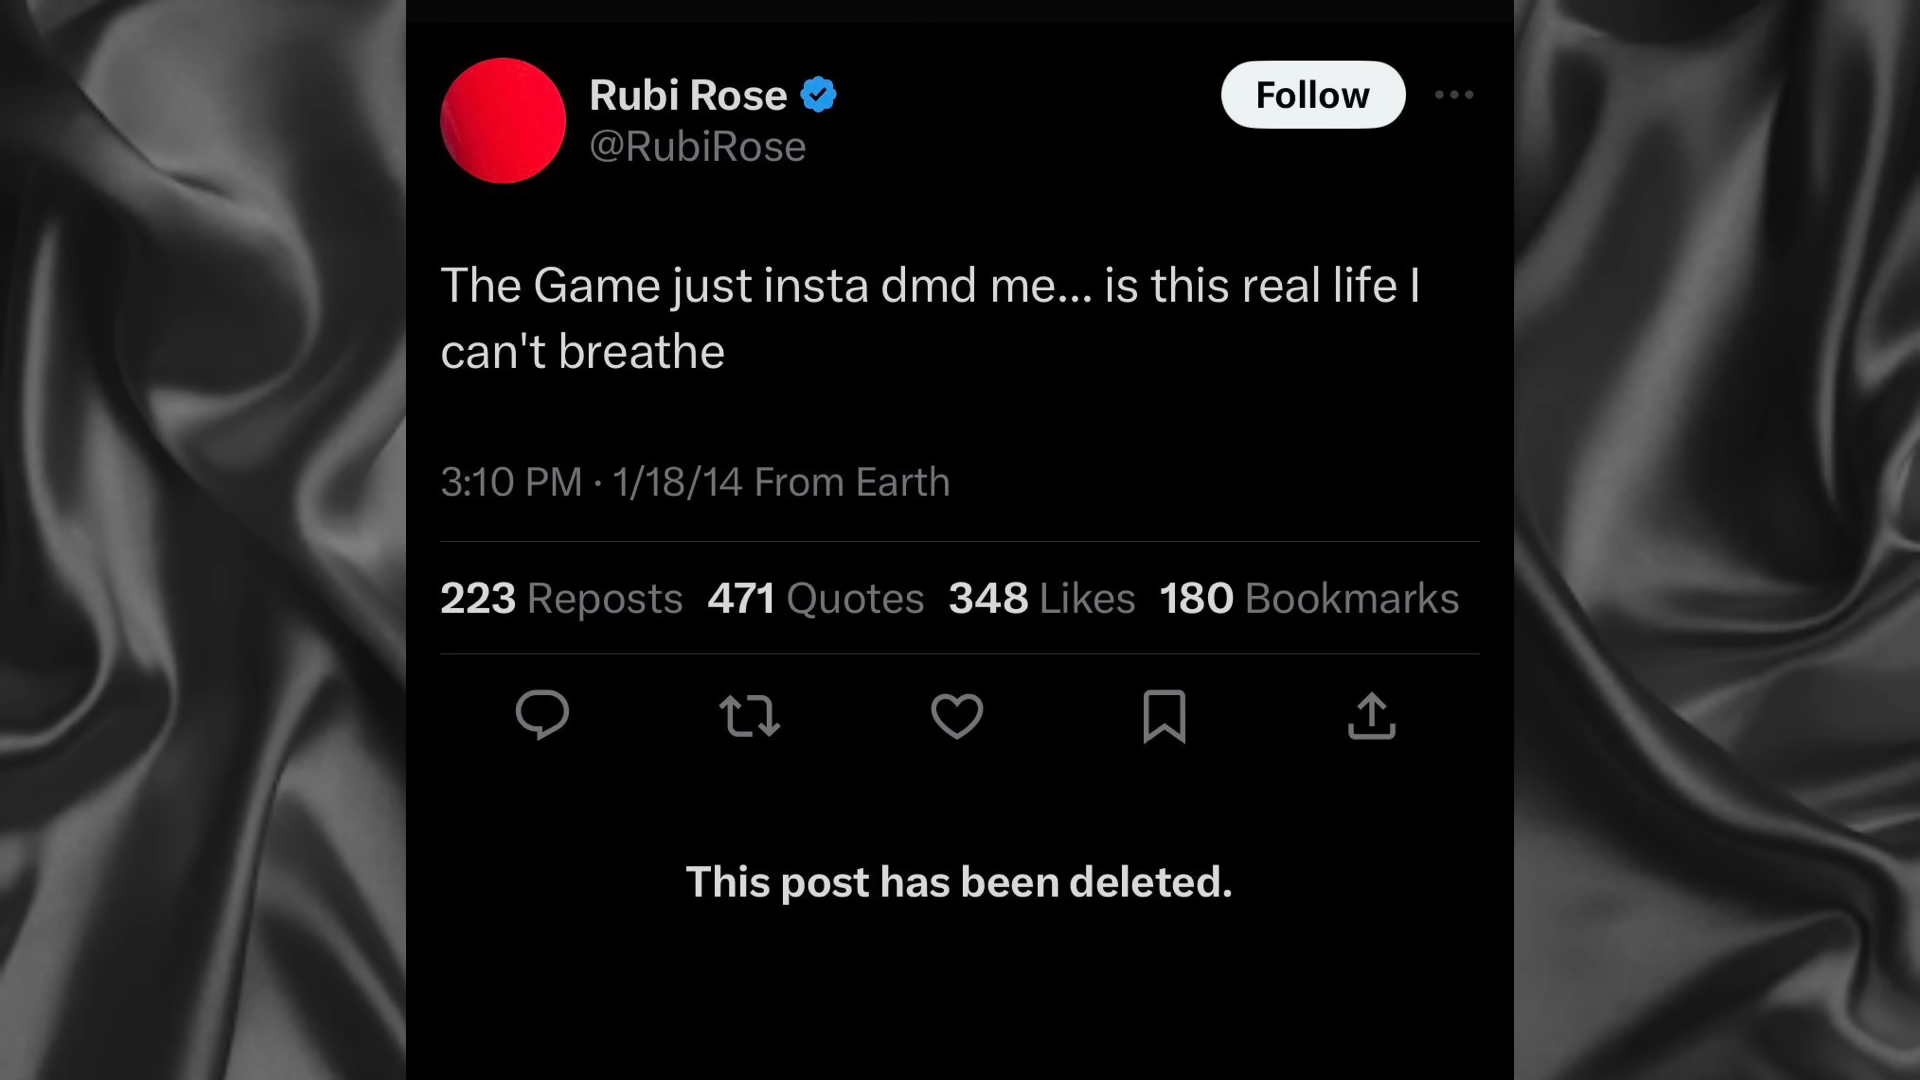 Rubi Rose
@RubiRose
Follow
The Game just insta dmd me... is this real life I
can't breathe
3:10 PM · 1/18/14 From Earth
223 Reposts 471 Quotes 348 Likes 180 Bookmarks
This post has been deleted.